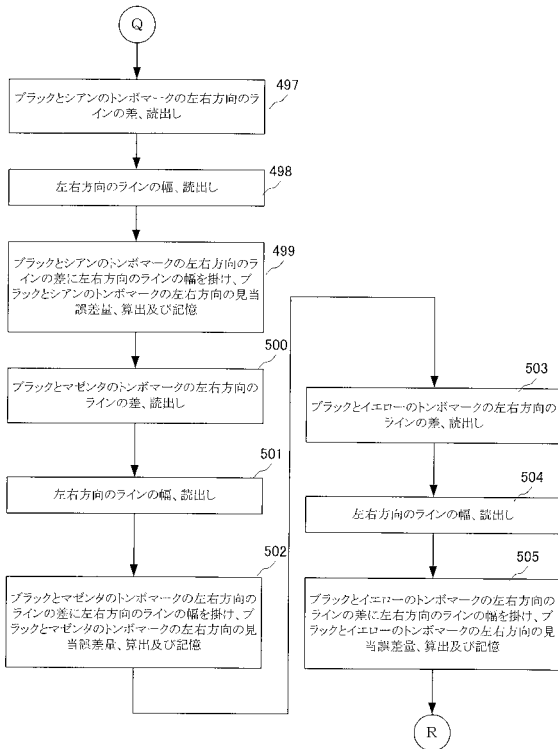 Q
497
ブラックとシアンのトンボマークの左右方向のラ
インの差、読出し
498
左右方向のラインの幅、読出し
499
ブラックとシアンのトンボマークの左右方向のラ
インの差に左右方向のラインの幅を掛け、ブ
ラックとシアンのトンボマークの左右方向の見当
誤差量、算出及び記憶
500
ブラックとマゼンタのトンボマークの左右方向の
ラインの差、読出し
501
左右方向のラインの幅、読出し
502
ブラックとマゼンタのトンボマークの左右方向の
ラインの差に左右方向のラインの幅を掛け、ブ
ラックとマゼンタのトンボマークの左右方向の見
当誤差量、算出及び記憶
503
ブラックとイエローのトンボマークの左右方向の
ラインの差、読出し
504
左右方向のラインの幅、読出し
505
ブラックとイエローのトンボマークの左右方向の
ラインの差に左右方向のラインの幅を掛け、ブ
ラックとイエローのトンボマークの左右方向の見
当誤差量、算出及び記憶
R